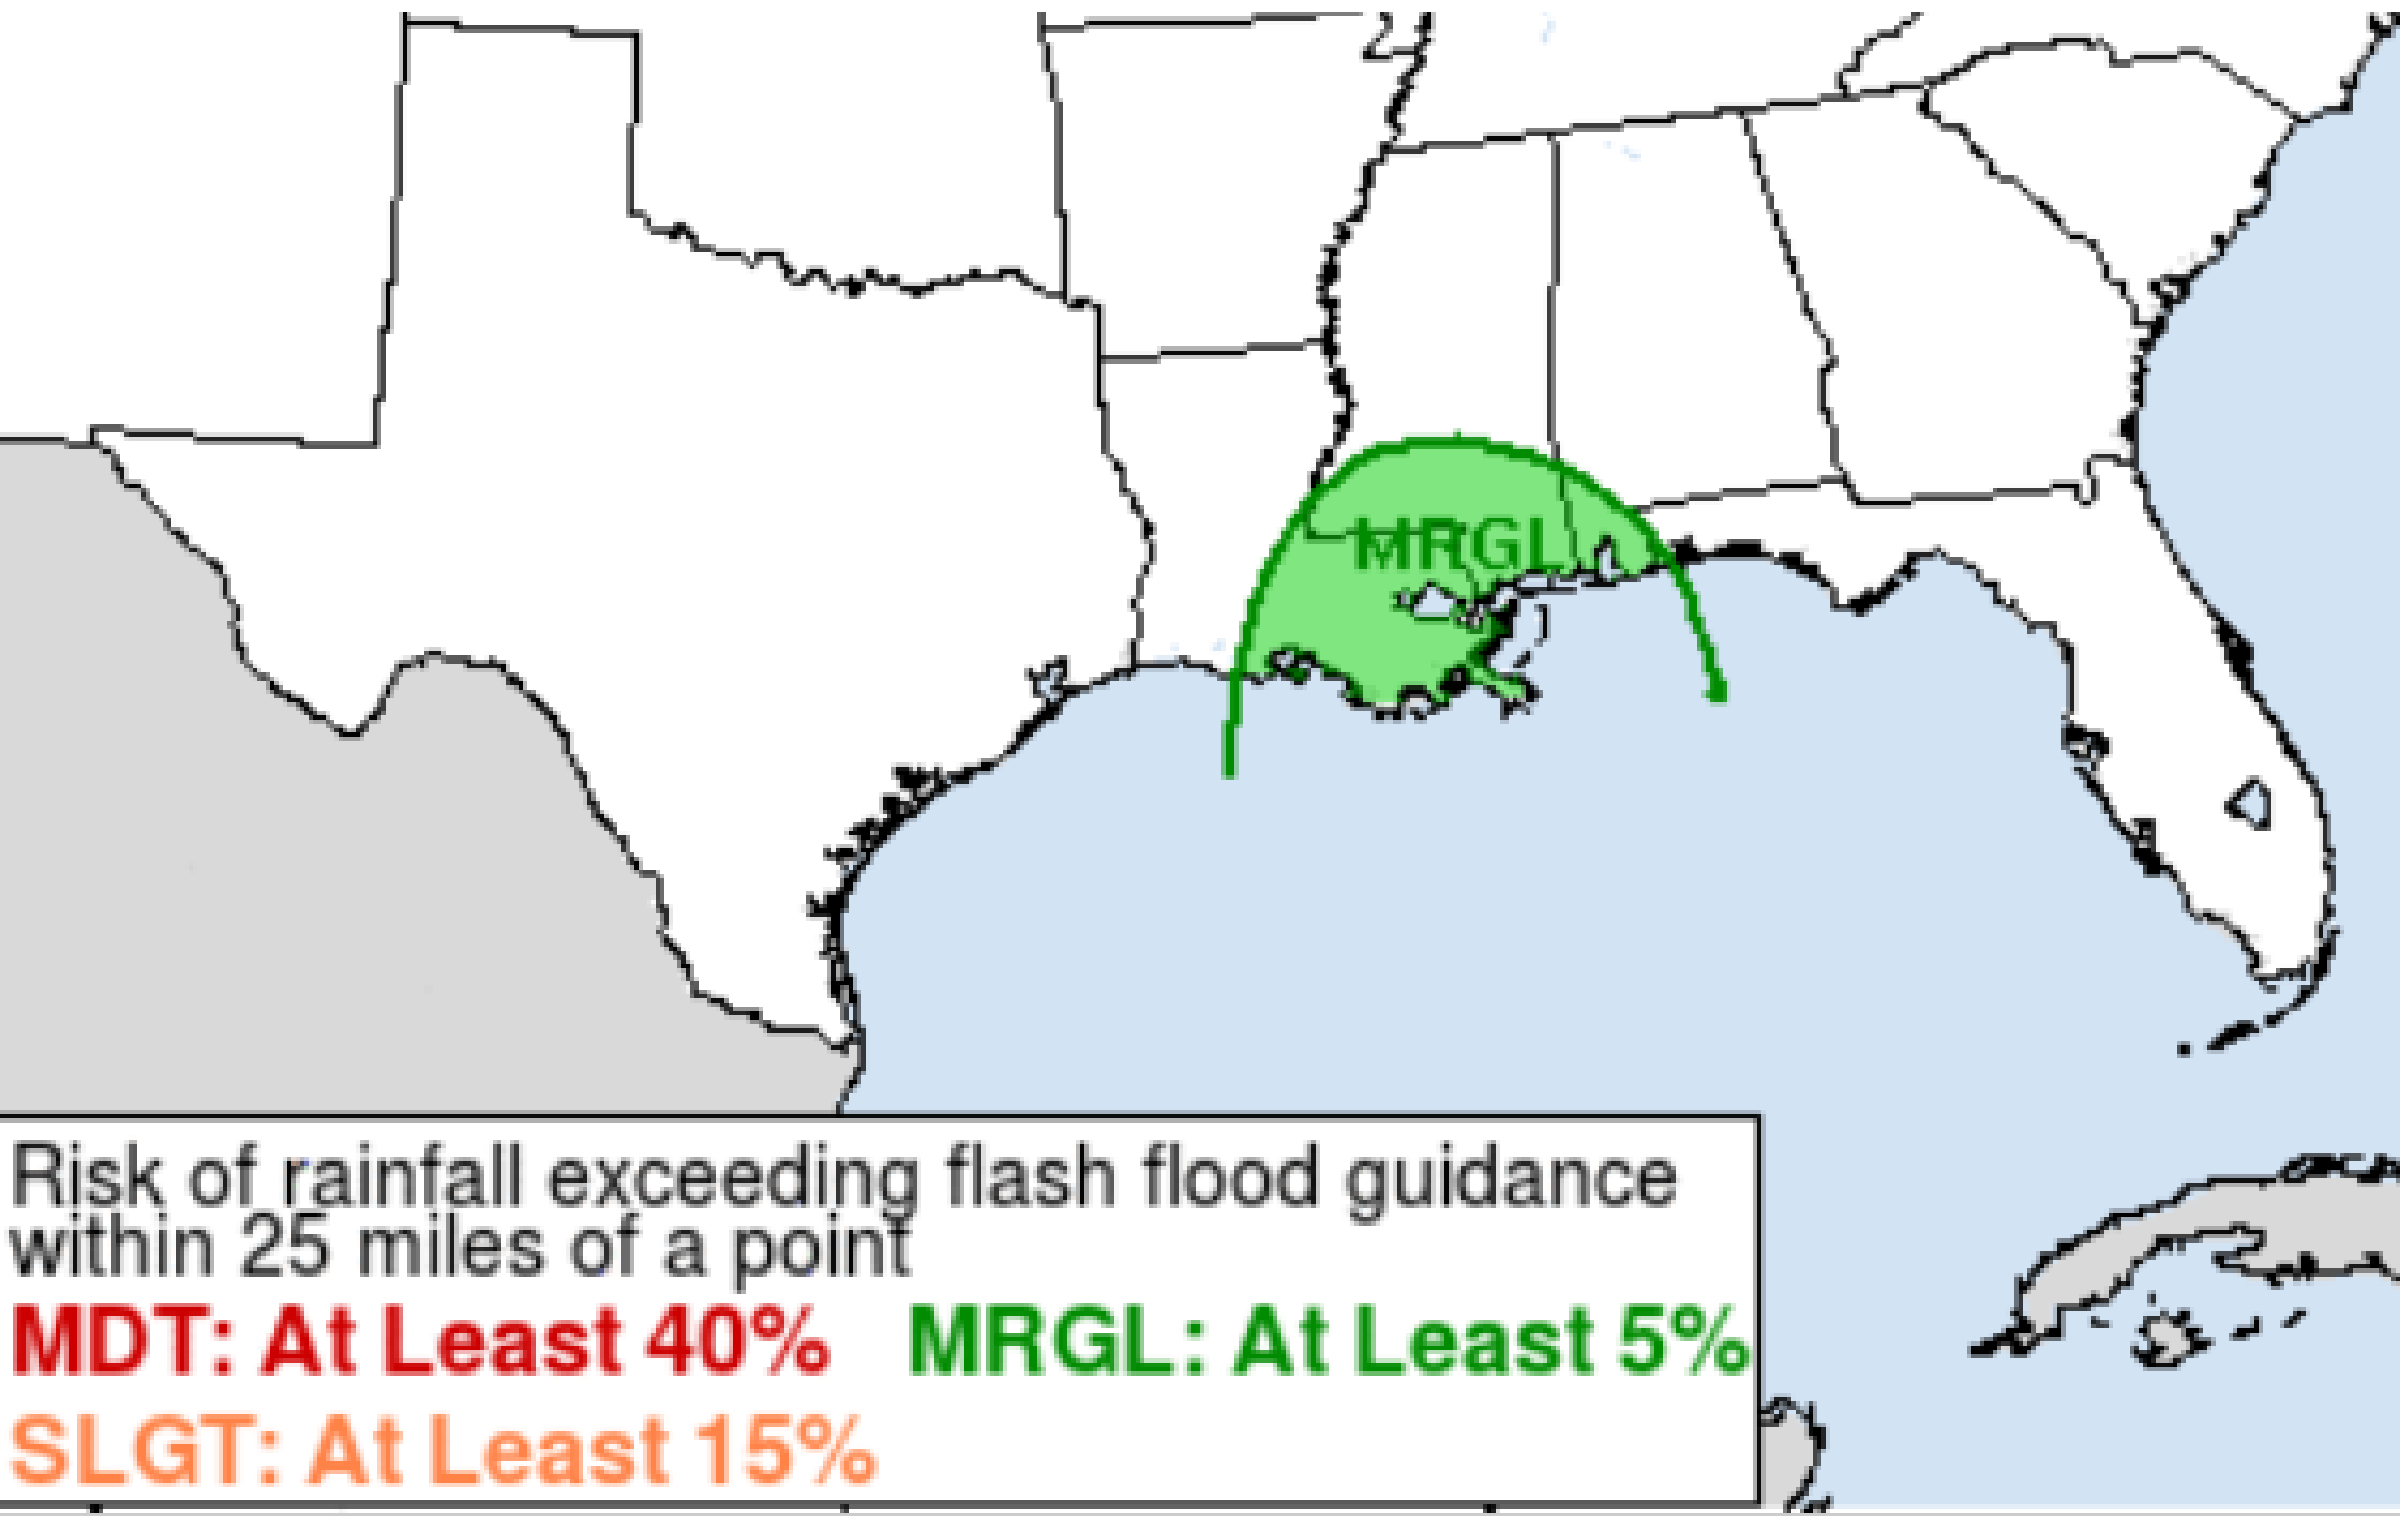 MRGL
Risk of rainfall exceeding flash flood guidance
within 25 miles of a point
MDT: At Least 40% MRGL: At Least 5%
SLGT: At Least 15%